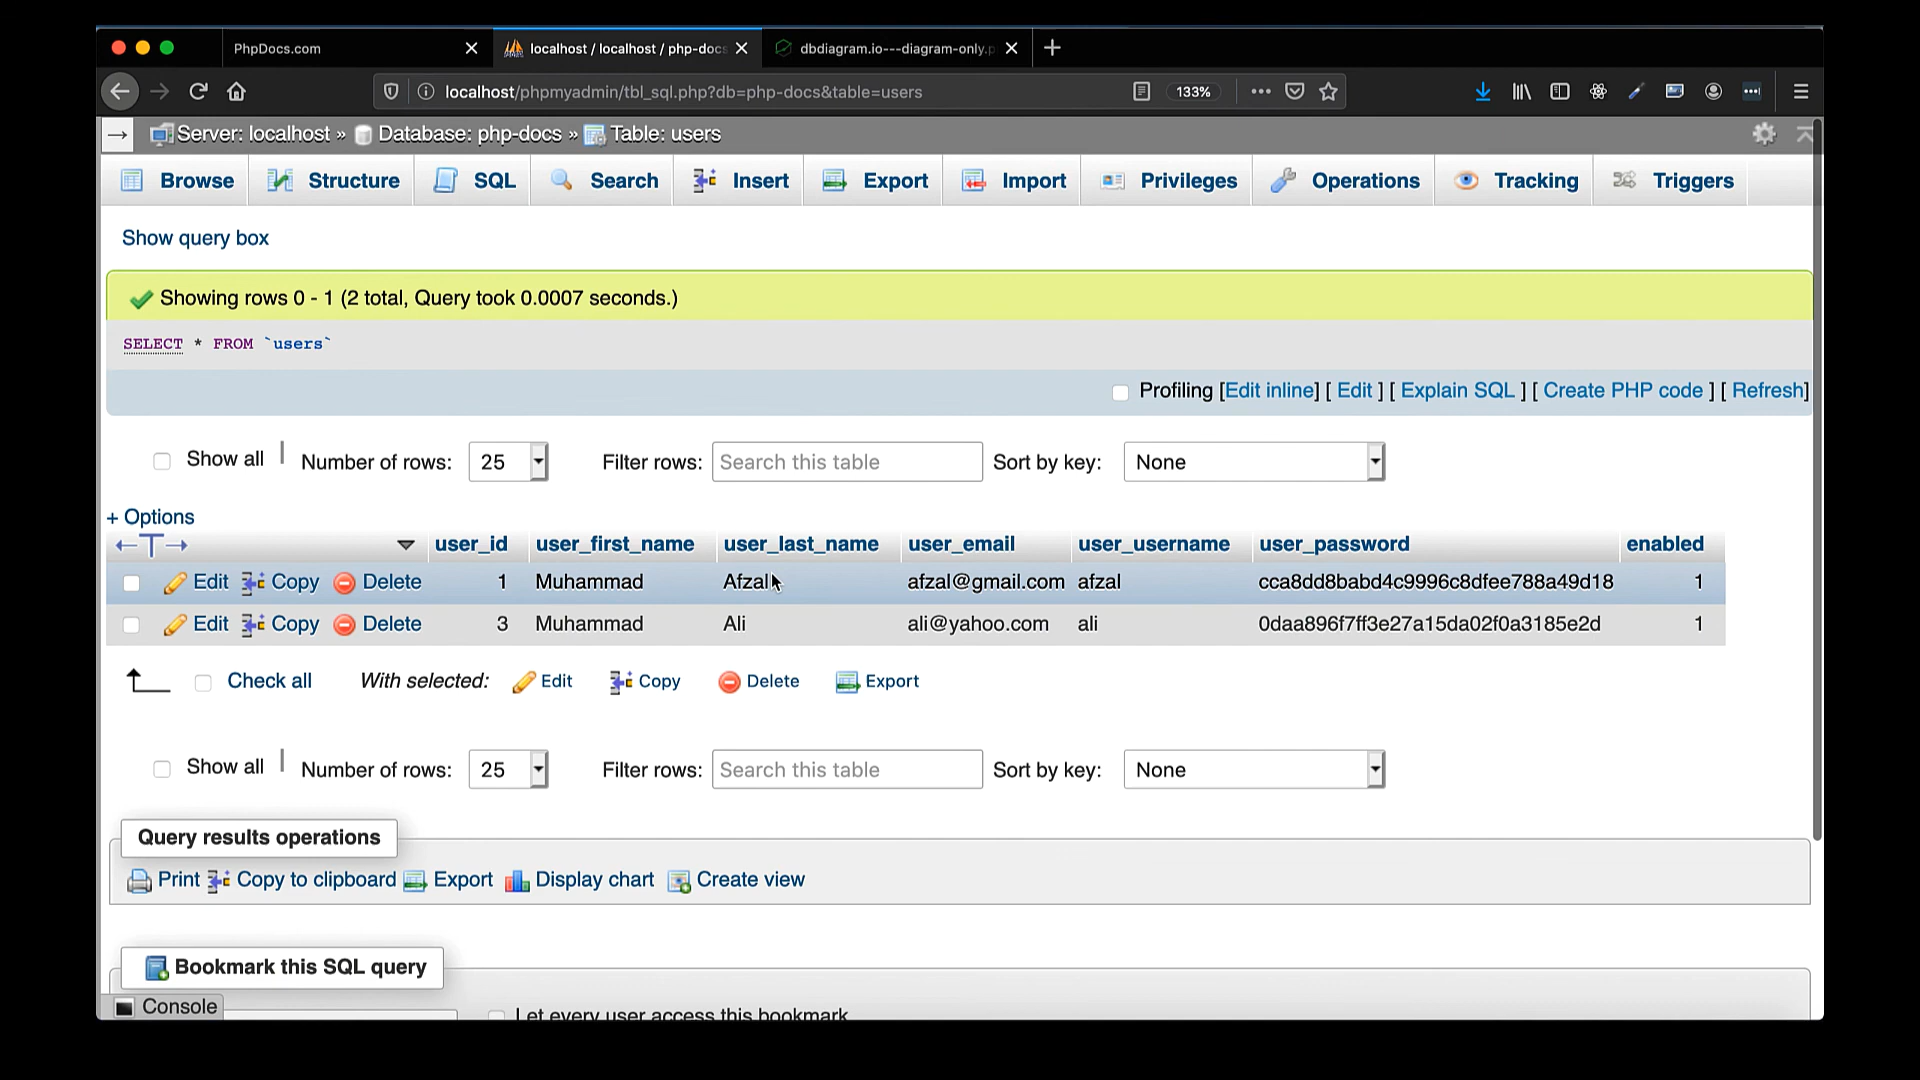 PhpDocs.com
localhost / localhost / php-docs
dbdiagram.io---diagram-only.p
localhost/phpmyadmin/tbl_sql.php?db=php-docs&table=users
133%
Server: localhost » Database: php-docs » Table: users
Browse Structure SQL Search Insert Export Import Privileges Operations Tracking Triggers
Show query box
Showing rows 0 - 1 (2 total, Query took 0.0007 seconds.)
SELECT * FROM `users`
Profiling [Edit inline] [ Edit ] [ Explain SQL ] [ Create PHP code ] [ Refresh]
Show all | Number of rows: 25 Filter rows: Search this table Sort by key: None
+ Options
←T→ user_id user_first_name user_last_name user_email user_username user_password enabled
Edit Copy Delete 1 Muhammad Afzal afzal@gmail.com afzal cca8dd8babd4c9996c8dfee788a49d18 1
Edit Copy Delete 3 Muhammad Ali ali@yahoo.com ali 0daa896f7ff3e27a15da02f0a3185e2d 1
Check all With selected: Edit Copy Delete Export
Show all | Number of rows: 25 Filter rows: Search this table Sort by key: None
Query results operations
Print Copy to clipboard Export Display chart Create view
Bookmark this SQL query
Console
Let every user access this bookmark